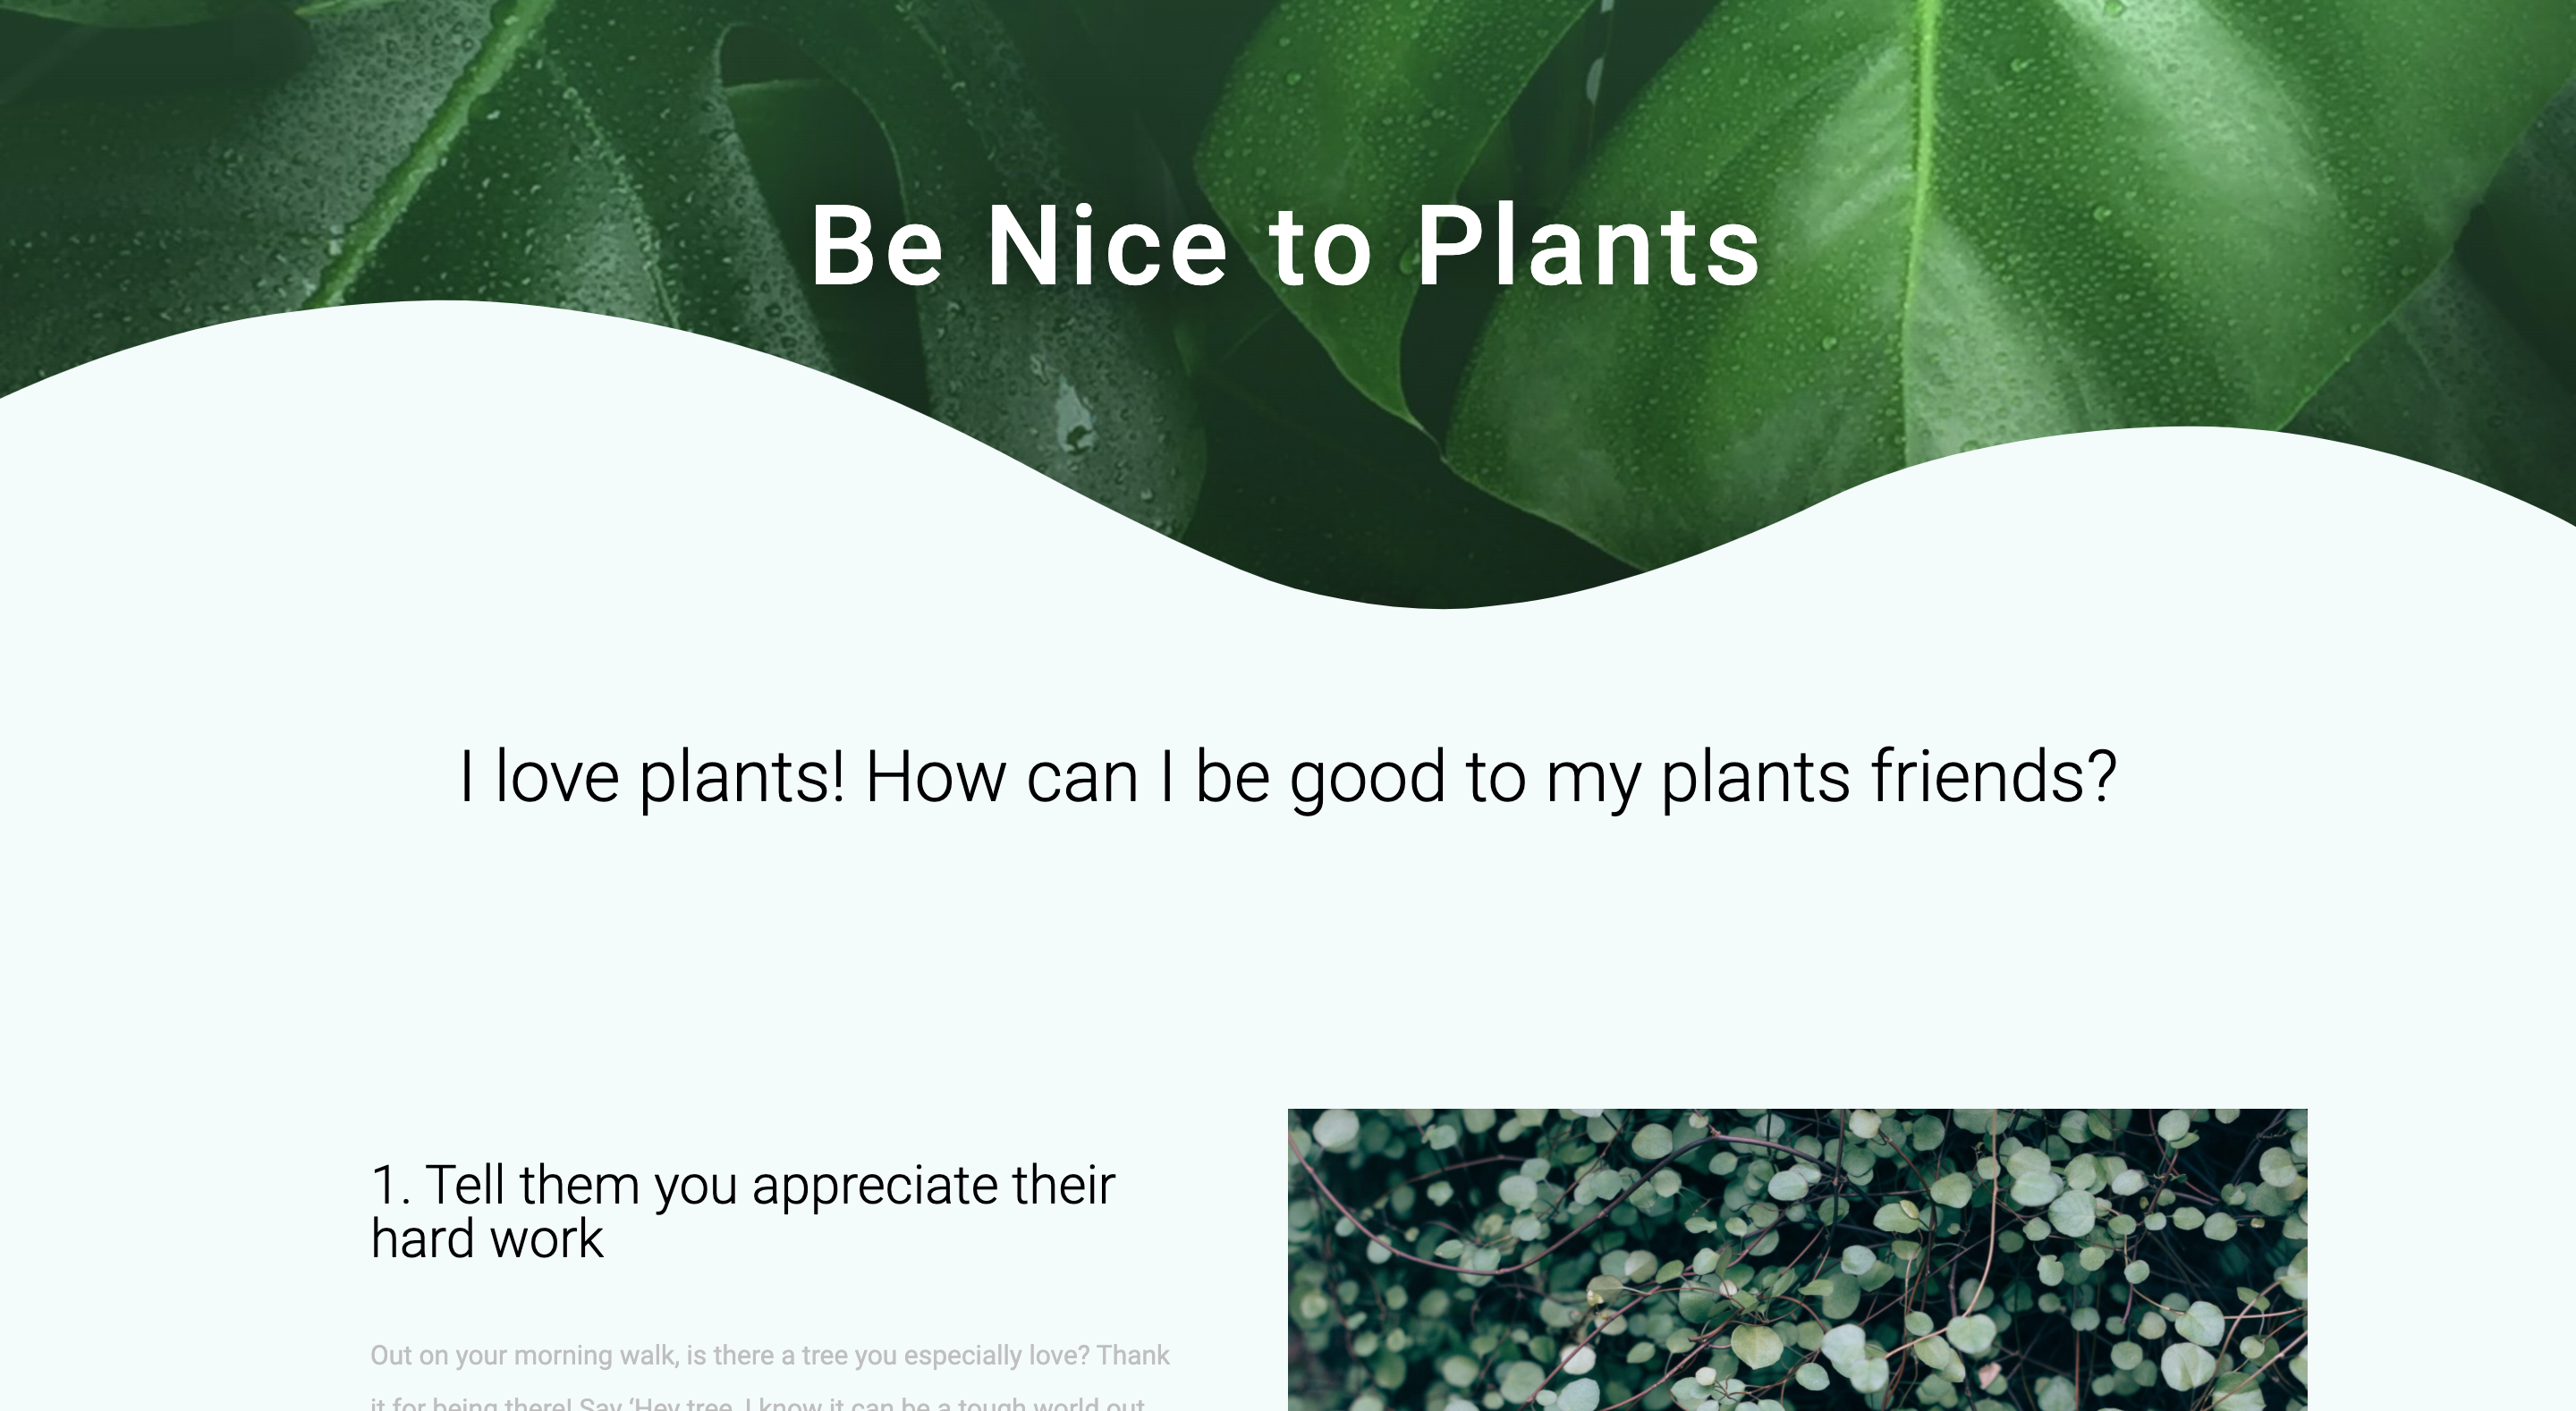 Be Nice to Plants
I love plants! How can I be good to my plants friends?
1. Tell them you appreciate their
hard work
Out on your morning walk, is there a tree you especially love? Thank
it for being there! Say ‘Hey tree, I know it can be a tough world out